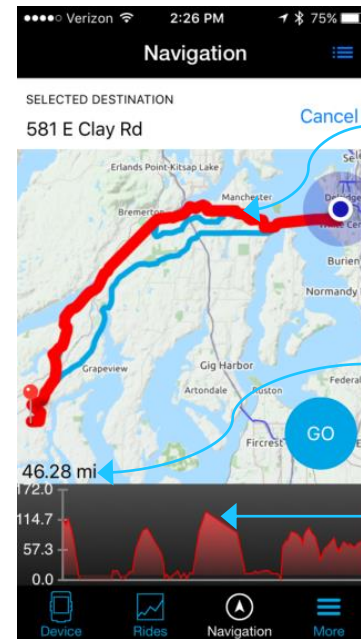 Verizon 2:26 PM 75%
Navigation
SELECTED DESTINATION
581 E Clay Rd
Cancel
Erlands Point-Kitsap Lake
Manchester
Bremerton
Burien
Normandy
Grapeview
Gig Harbor
Artondale
Ruston
Federal
Fircrest
GO
46.28 mi
172.0
114.7
57.3
0.0
Device Rides Navigation More